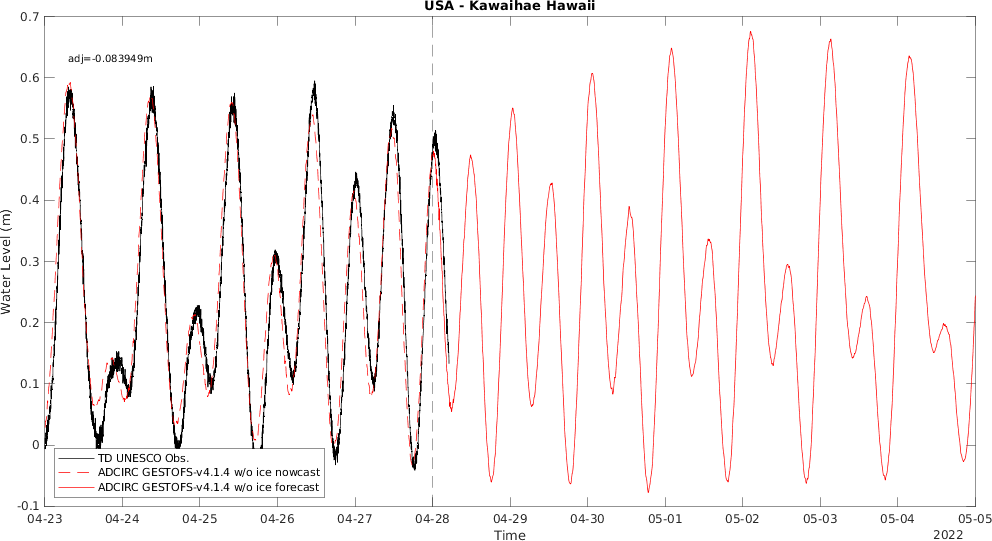 USA - Kawaihae Hawaii
0.7
adj=-0.083949m
0.6
0.5
0.4
0.3
0.2
0.1
0
-0.1
Water Level (m)
TD UNESCO Obs.
ADCIRC GESTOFS-v4.1.4 w/o ice nowcast
ADCIRC GESTOFS-v4.1.4 w/o ice forecast
04-23 04-24 04-25 04-26 04-27 04-28 04-29 04-30 05-01 05-02 05-03 05-04 05-05
Time
2022